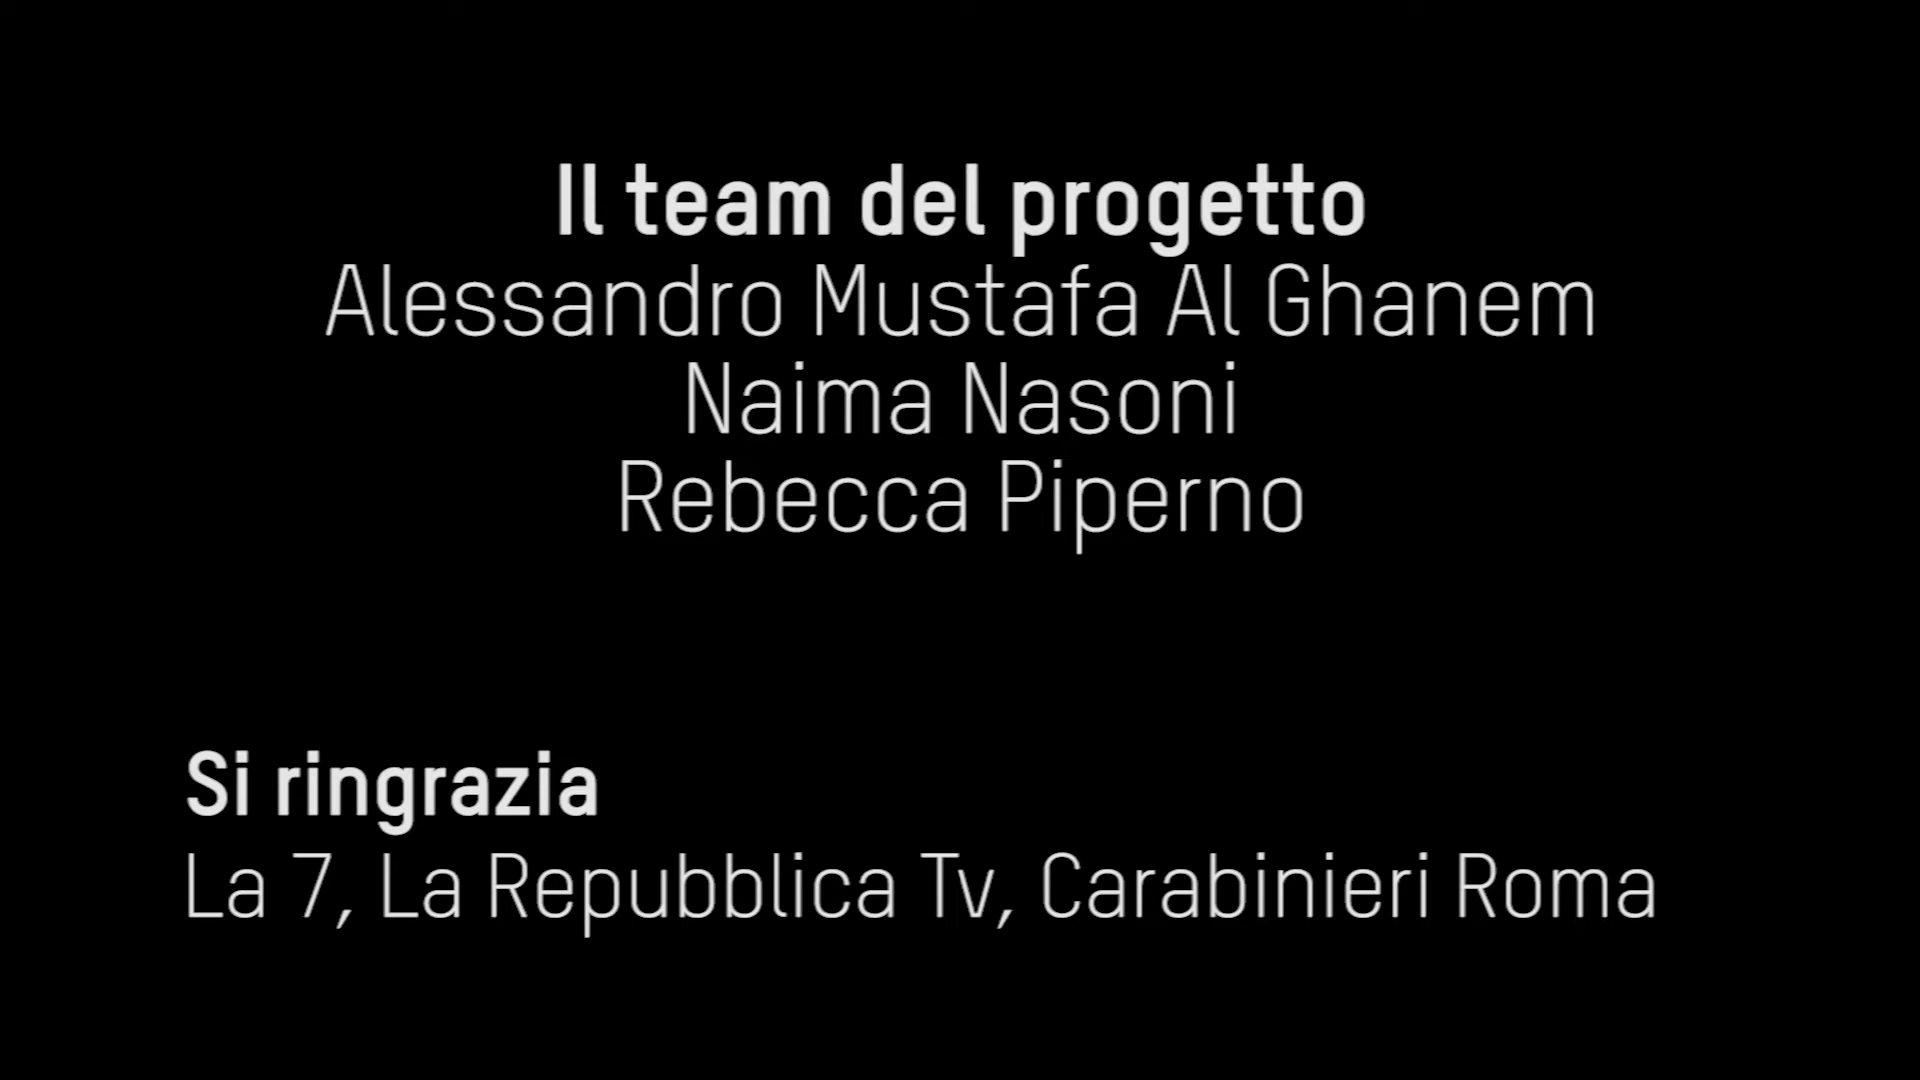 Il team del progetto
Alessandro Mustafa Al Ghanem
Naima Nasoni
Rebecca Piperno
Si ringrazia
La 7, La Repubblica Tv, Carabinieri Roma